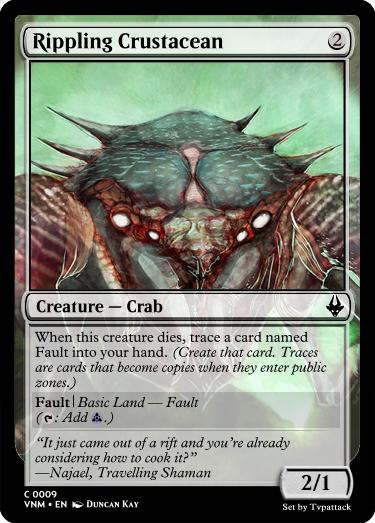 Rippling Crustacean 2
Creature — Crab
When this creature dies, trace a card named
Fault into your hand. (Create that card. Traces
are cards that become copies when they enter public
zones.)
Fault | Basic Land — Fault
(: Add .)
“It just came out of a rift and you’re already
considering how to cook it?”
—Najael, Travelling Shaman
2/1
C 0009
VNM • EN Duncan Kay
Set by Tvpattack